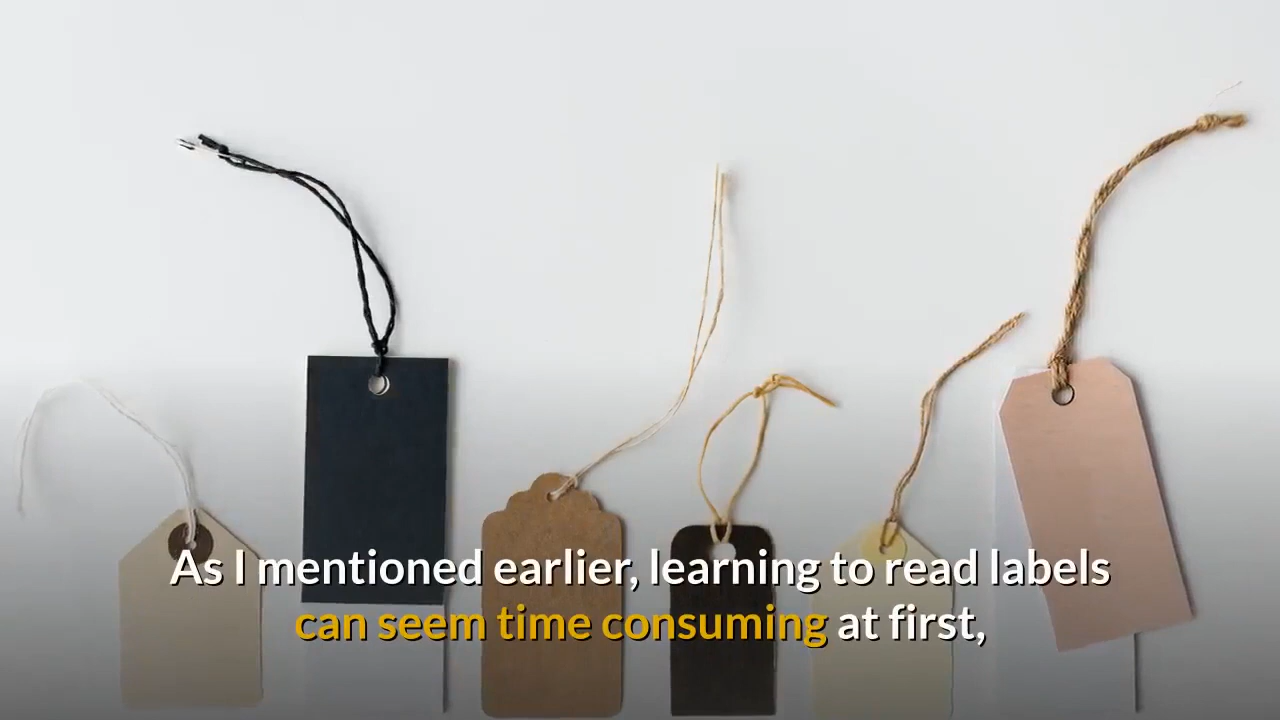 As I mentioned earlier, learning to read labels
can seem time consuming at first,